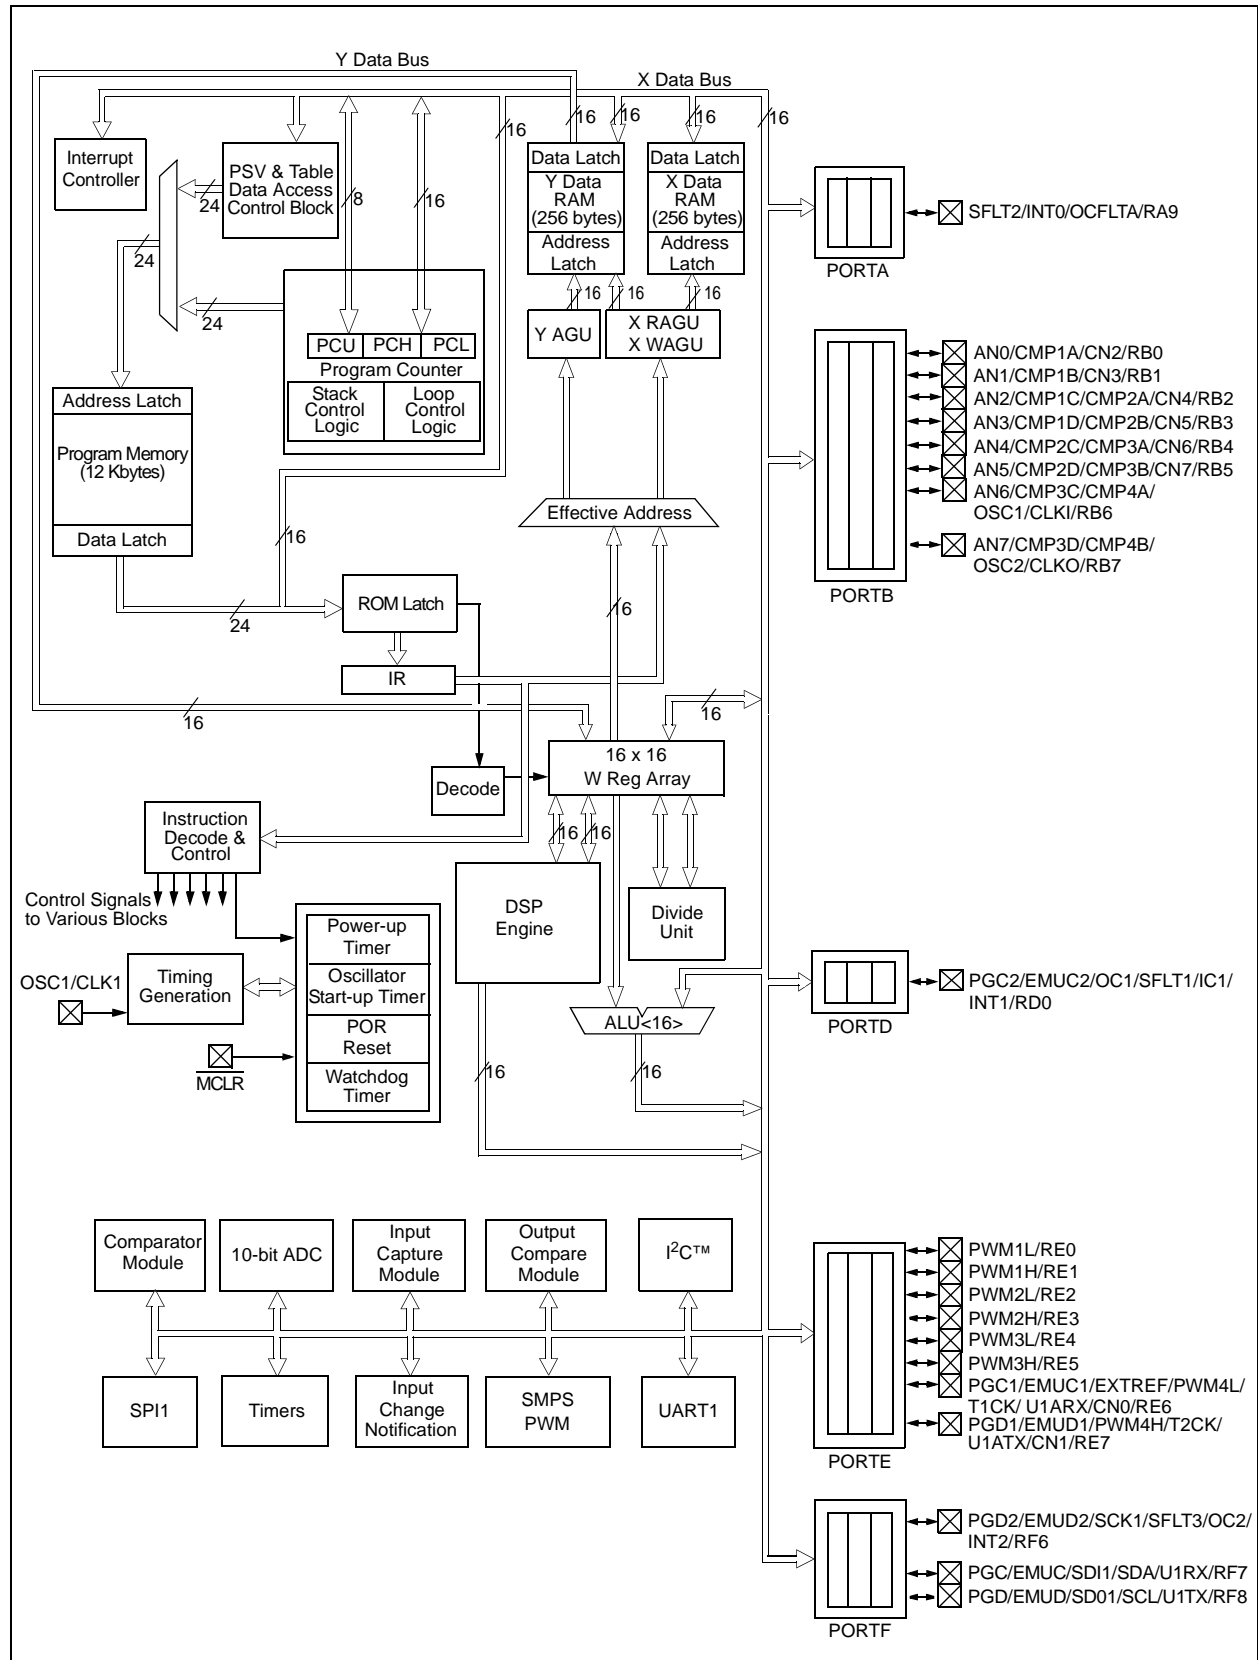 Y Data Bus
X Data Bus
16
16
16
16
16
Interrupt
Controller
PSV & Table
Data Access
Control Block
24
8
16
Data Latch
Y Data
RAM
(256 bytes)
Address
Latch
Data Latch
X Data
RAM
(256 bytes)
Address
Latch
SFLT2/INT0/OCFLTA/RA9
PORTA
24
24
16
16
16
Y AGU
X RAGU
X WAGU
PCU
PCH
PCL
Program Counter
Stack
Control
Logic
Loop
Control
Logic
AN0/CMP1A/CN2/RB0
AN1/CMP1B/CN3/RB1
AN2/CMP1C/CMP2A/CN4/RB2
AN3/CMP1D/CMP2B/CN5/RB3
AN4/CMP2C/CMP3A/CN6/RB4
AN5/CMP2D/CMP3B/CN7/RB5
AN6/CMP3C/CMP4A/
OSC1/CLKI/RB6
AN7/CMP3D/CMP4B/
OSC2/CLKO/RB7
PORTB
Address Latch
Program Memory
(12 Kbytes)
Data Latch
Effective Address
16
24
ROM Latch
16
IR
16
16
16 x 16
W Reg Array
Decode
Instruction
Decode &
Control
16
16
Control Signals
to Various Blocks
DSP
Engine
Divide
Unit
Power-up
Timer
Oscillator
Start-up Timer
POR
Reset
Watchdog
Timer
OSC1/CLK1
Timing
Generation
MCLR
ALU<16>
16
16
PGC2/EMUC2/OC1/SFLT1/IC1/
INT1/RD0
PORTD
Comparator
Module
10-bit ADC
Input
Capture
Module
Output
Compare
Module
I2C™
SPI1
Timers
Input
Change
Notification
SMPS
PWM
UART1
PWM1L/RE0
PWM1H/RE1
PWM2L/RE2
PWM2H/RE3
PWM3L/RE4
PWM3H/RE5
PGC1/EMUC1/EXTREF/PWM4L/
T1CK/ U1ARX/CN0/RE6
PGD1/EMUD1/PWM4H/T2CK/
U1ATX/CN1/RE7
PORTE
PGD2/EMUD2/SCK1/SFLT3/OC2/
INT2/RF6
PGC/EMUC/SDI1/SDA/U1RX/RF7
PGD/EMUD/SD01/SCL/U1TX/RF8
PORTF